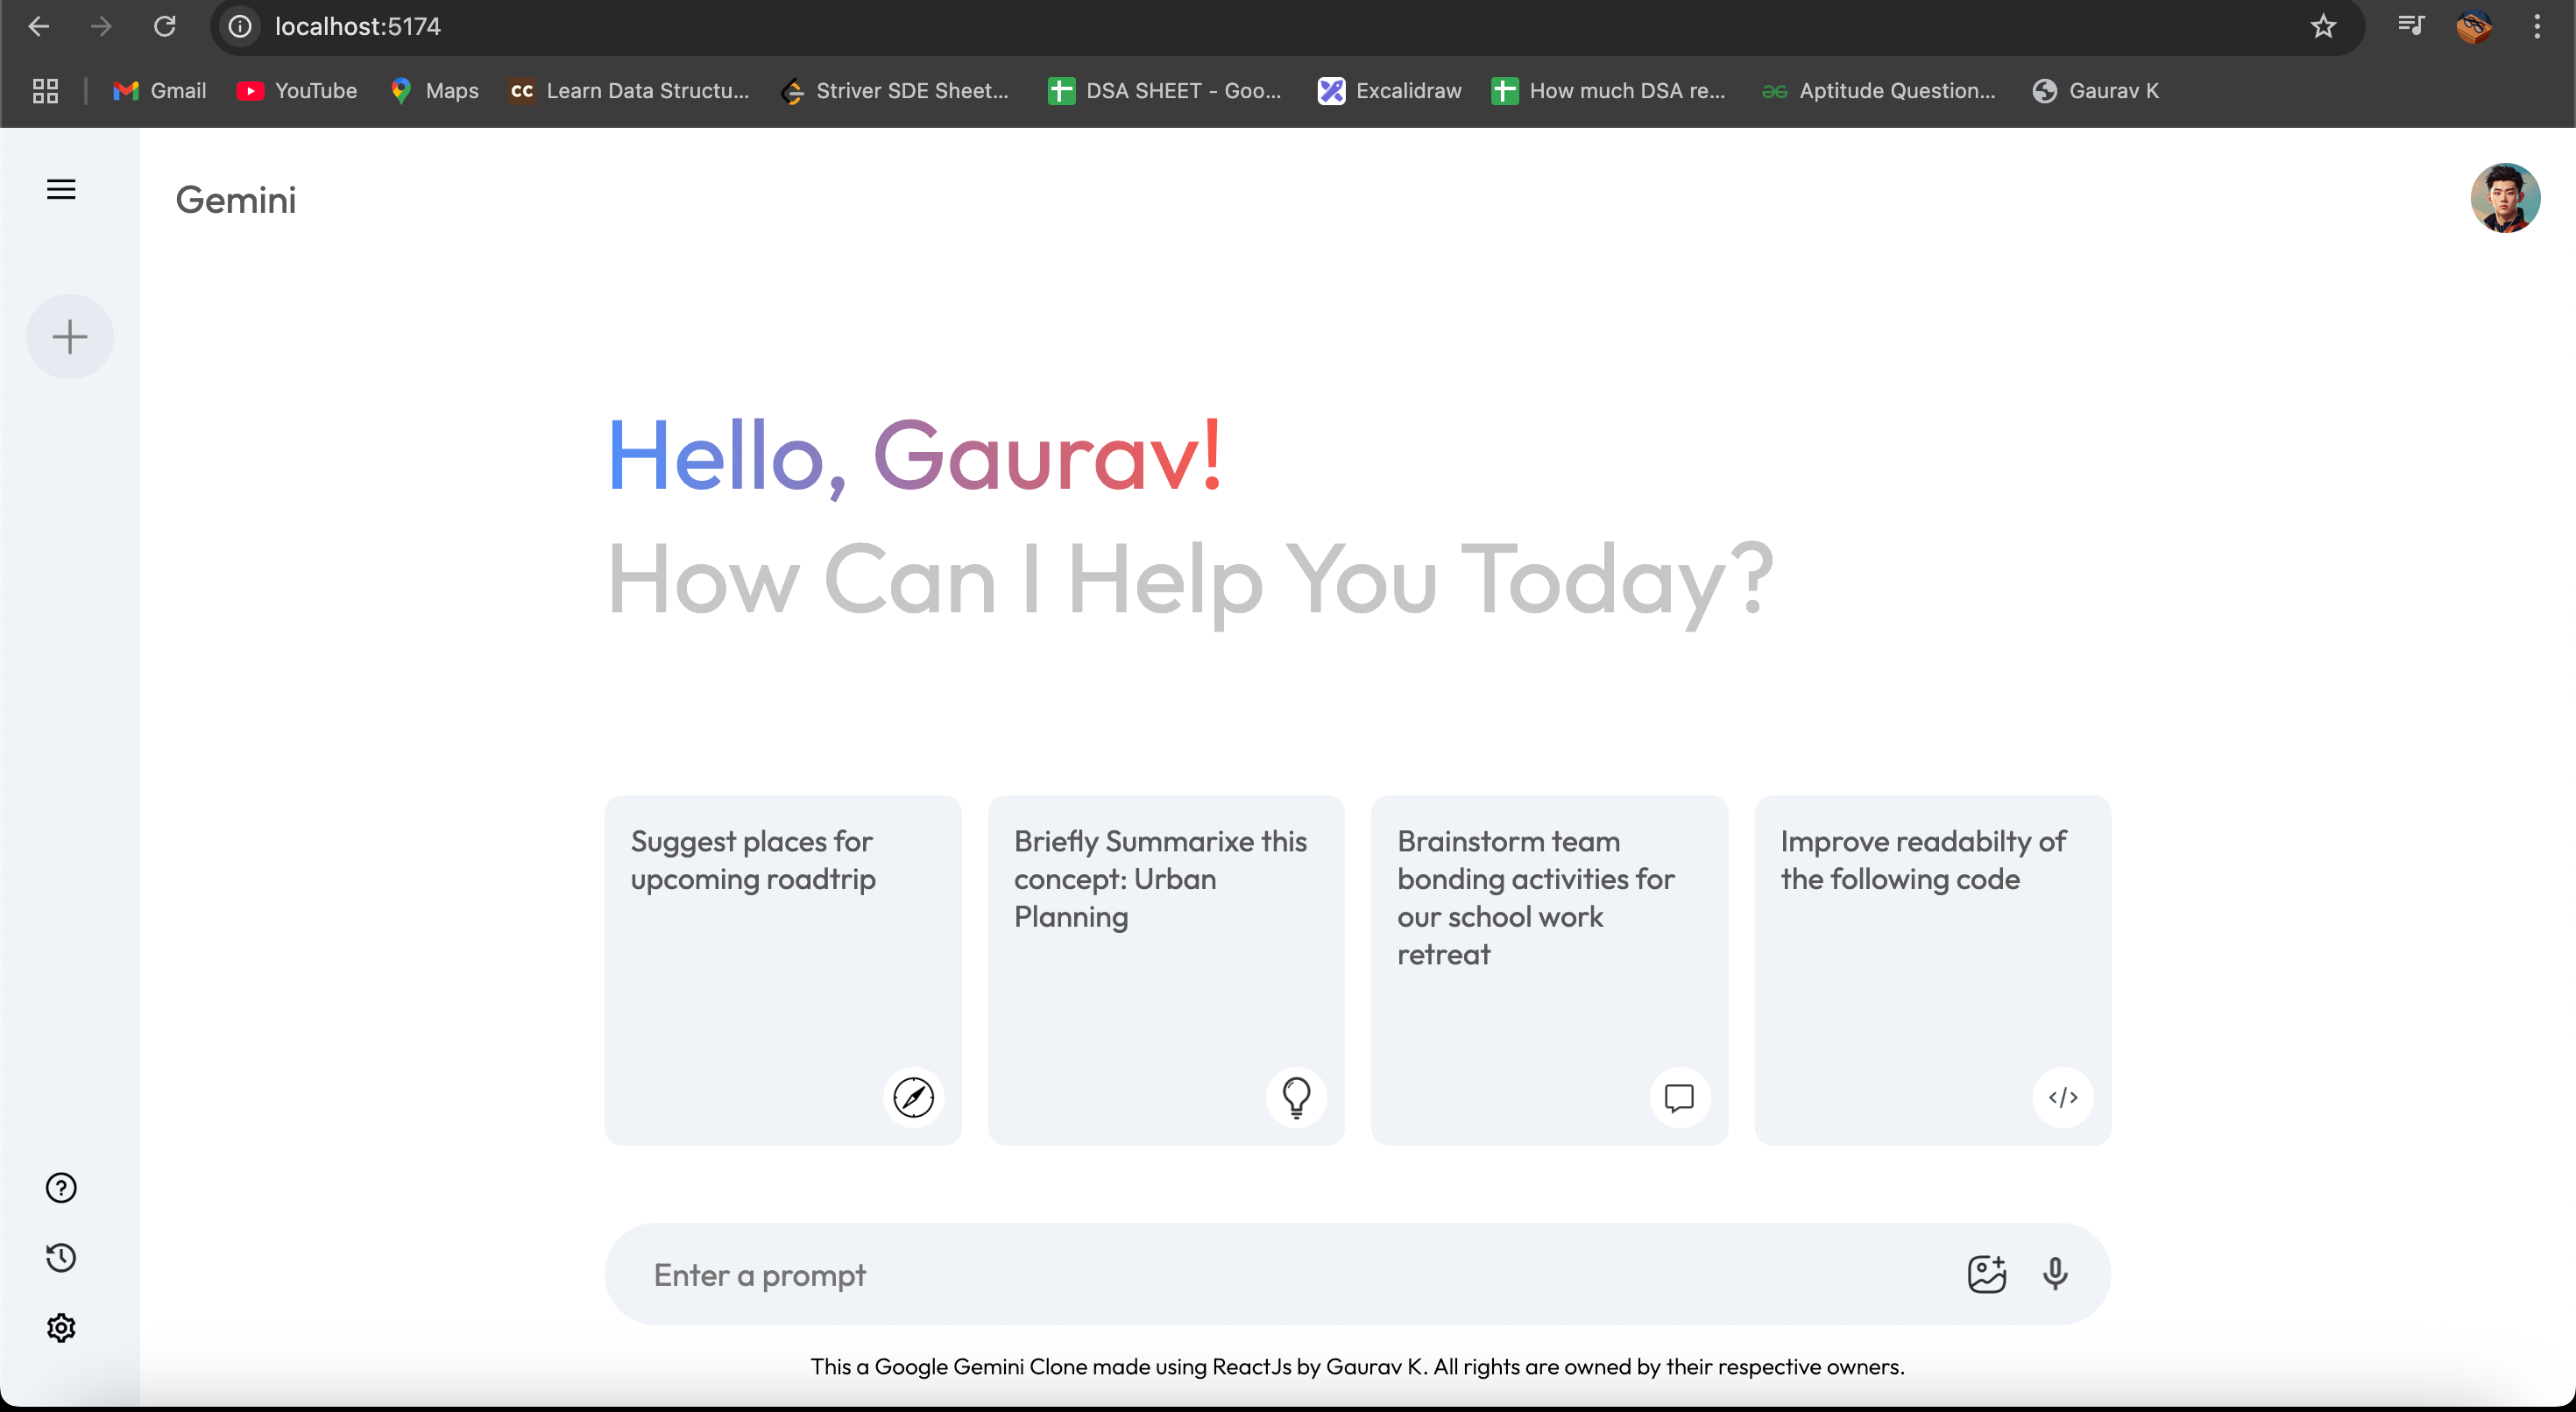 localhost:5174
Gmail YouTube Maps CC Learn Data Structu... Striver SDE Sheet... DSA SHEET - Goo... Excalidraw How much DSA re... Aptitude Question... Gaurav K
Gemini
Hello, Gaurav!
How Can I Help You Today?
Suggest places for
upcoming roadtrip
Briefly Summarixe this
concept: Urban
Planning
Brainstorm team
bonding activities for
our school work
retreat
Improve readabilty of
the following code
</>
Enter a prompt
This a Google Gemini Clone made using ReactJs by Gaurav K. All rights are owned by their respective owners.